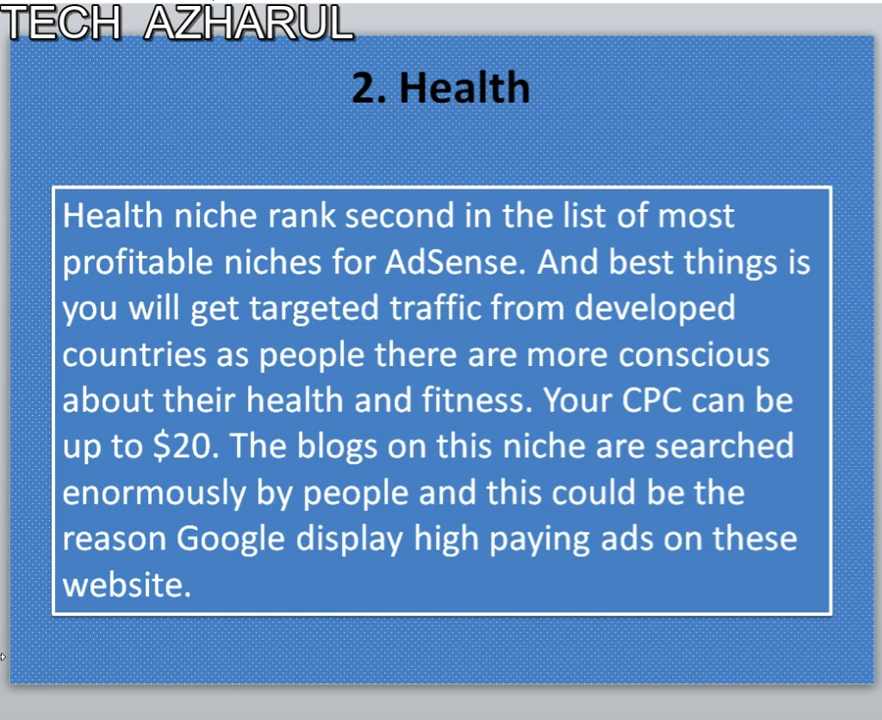 TECH AZHARUL
2. Health
Health niche rank second in the list of most
profitable niches for AdSense. And best things is
you will get targeted traffic from developed
countries as people there are more conscious
about their health and fitness. Your CPC can be
up to $20. The blogs on this niche are searched
enormously by people and this could be the
reason Google display high paying ads on these
website.